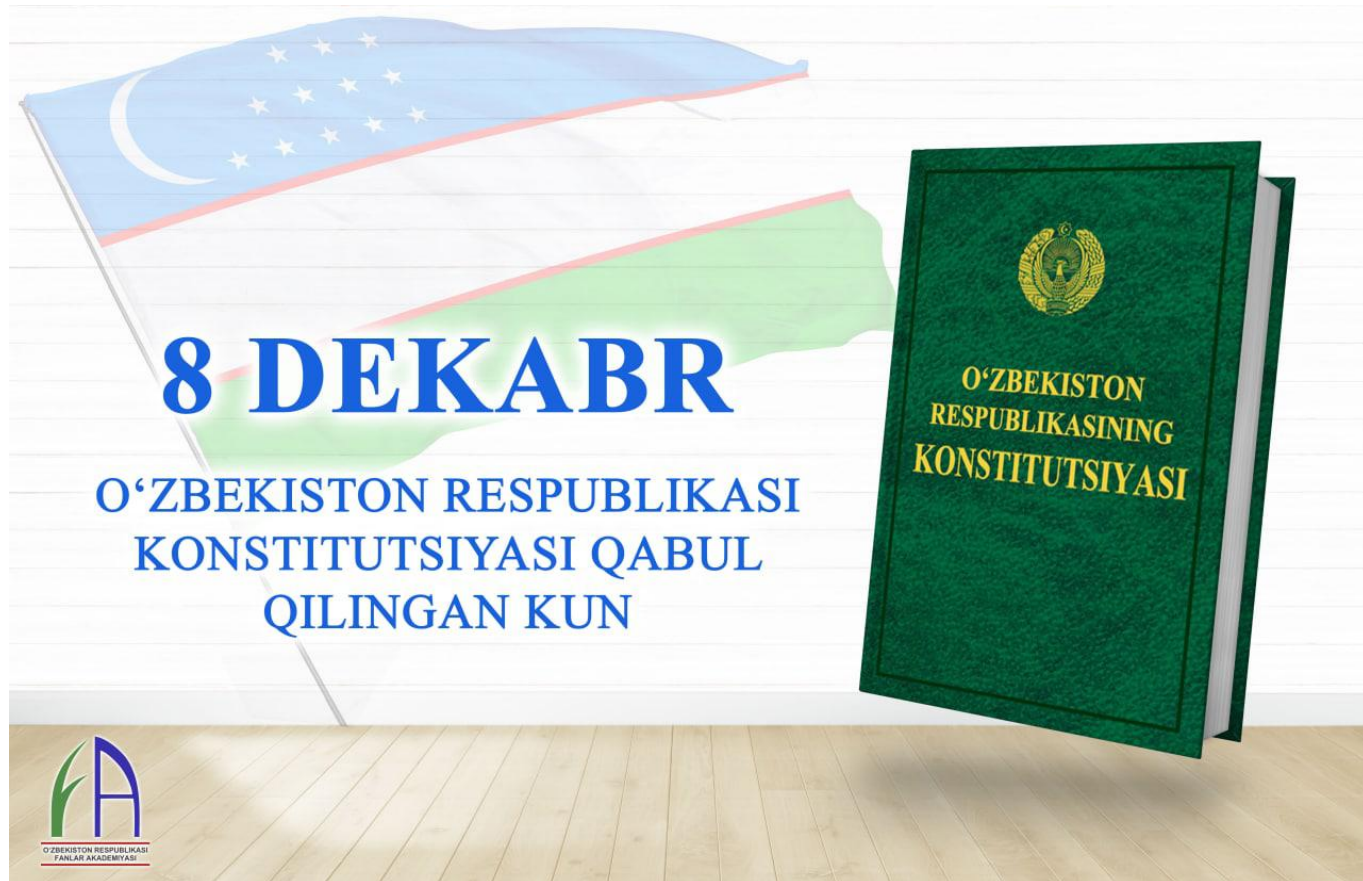 8 DEKABR
O‘ZBEKISTON RESPUBLIKASI
KONSTITUTSIYASI QABUL
QILINGAN KUN
O‘ZBEKISTON
RESPUBLIKASINING
KONSTITUTSIYASI
O‘ZBEKISTON RESPUBLIKASI
FANLAR AKADEMIYASI